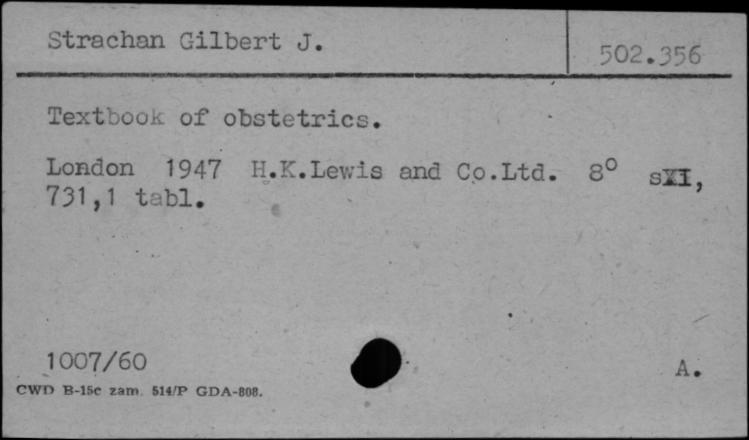 Strachan Gilbert J.
502.356
Textbook of obstetrics.
London 1947 H.K.Lewis and Co.Ltd. 8° sXI,
731,1 tabl.
1007/60
A.
CWD B-15c zam. 514/P GDA-808.